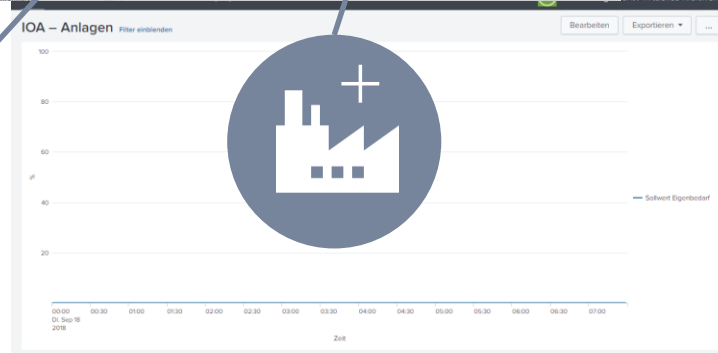 IOA – Anlagen Filter einblenden
Bearbeiten Exportieren ...
100
80
60
%
40
Sollwert Eigenbedarf
20
00:00 00:30 01:00 01:30 02:00 02:30 03:00 03:30 04:00 04:30 05:00 05:30 06:00 06:30 07:00
Di. Sep 18
2018
Zeit